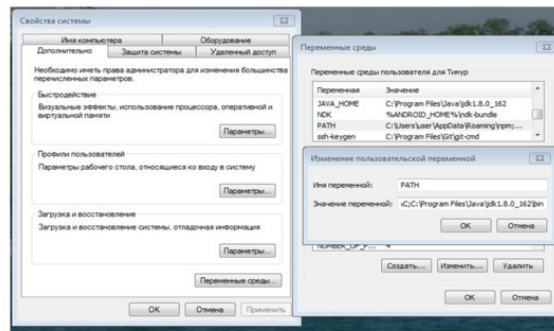 Свойства системы
Имя компьютера
Оборудование
Дополнительно
Защита системы
Удаленный доступ
Необходимо иметь права администратора для изменения большинства
перечисленных параметров.
Быстродействие
Визуальные эффекты, использование процессора, оперативной и
виртуальной памяти
Параметры...
Профили пользователей
Параметры рабочего стола, относящиеся ко входу в систему
Параметры...
Загрузка и восстановление
Загрузка и восстановление системы, отладочная информация
Параметры...
Переменные среды...
ОК
Отмена
Применить
Переменные среды
Переменные среды пользователя для Тимур
Переменная
Значение
JAVA_HOME
C:\Program Files\Java\jdk1.8.0_162
NDK
%ANDROID_HOME%\ndk-bundle
PATH
C:\Users\user\AppData\Roaming\npm;...
ssh-keygen
C:\Program Files\Git\git-cmd
Изменение пользовательской переменной
Имя переменной:
PATH
Значение переменной:
C;C:\Program Files\Java\jdk1.8.0_162\bin
ОК
Отмена
NUMBER_OF_P...
4
Создать...
Изменить...
Удалить
ОК
Отмена